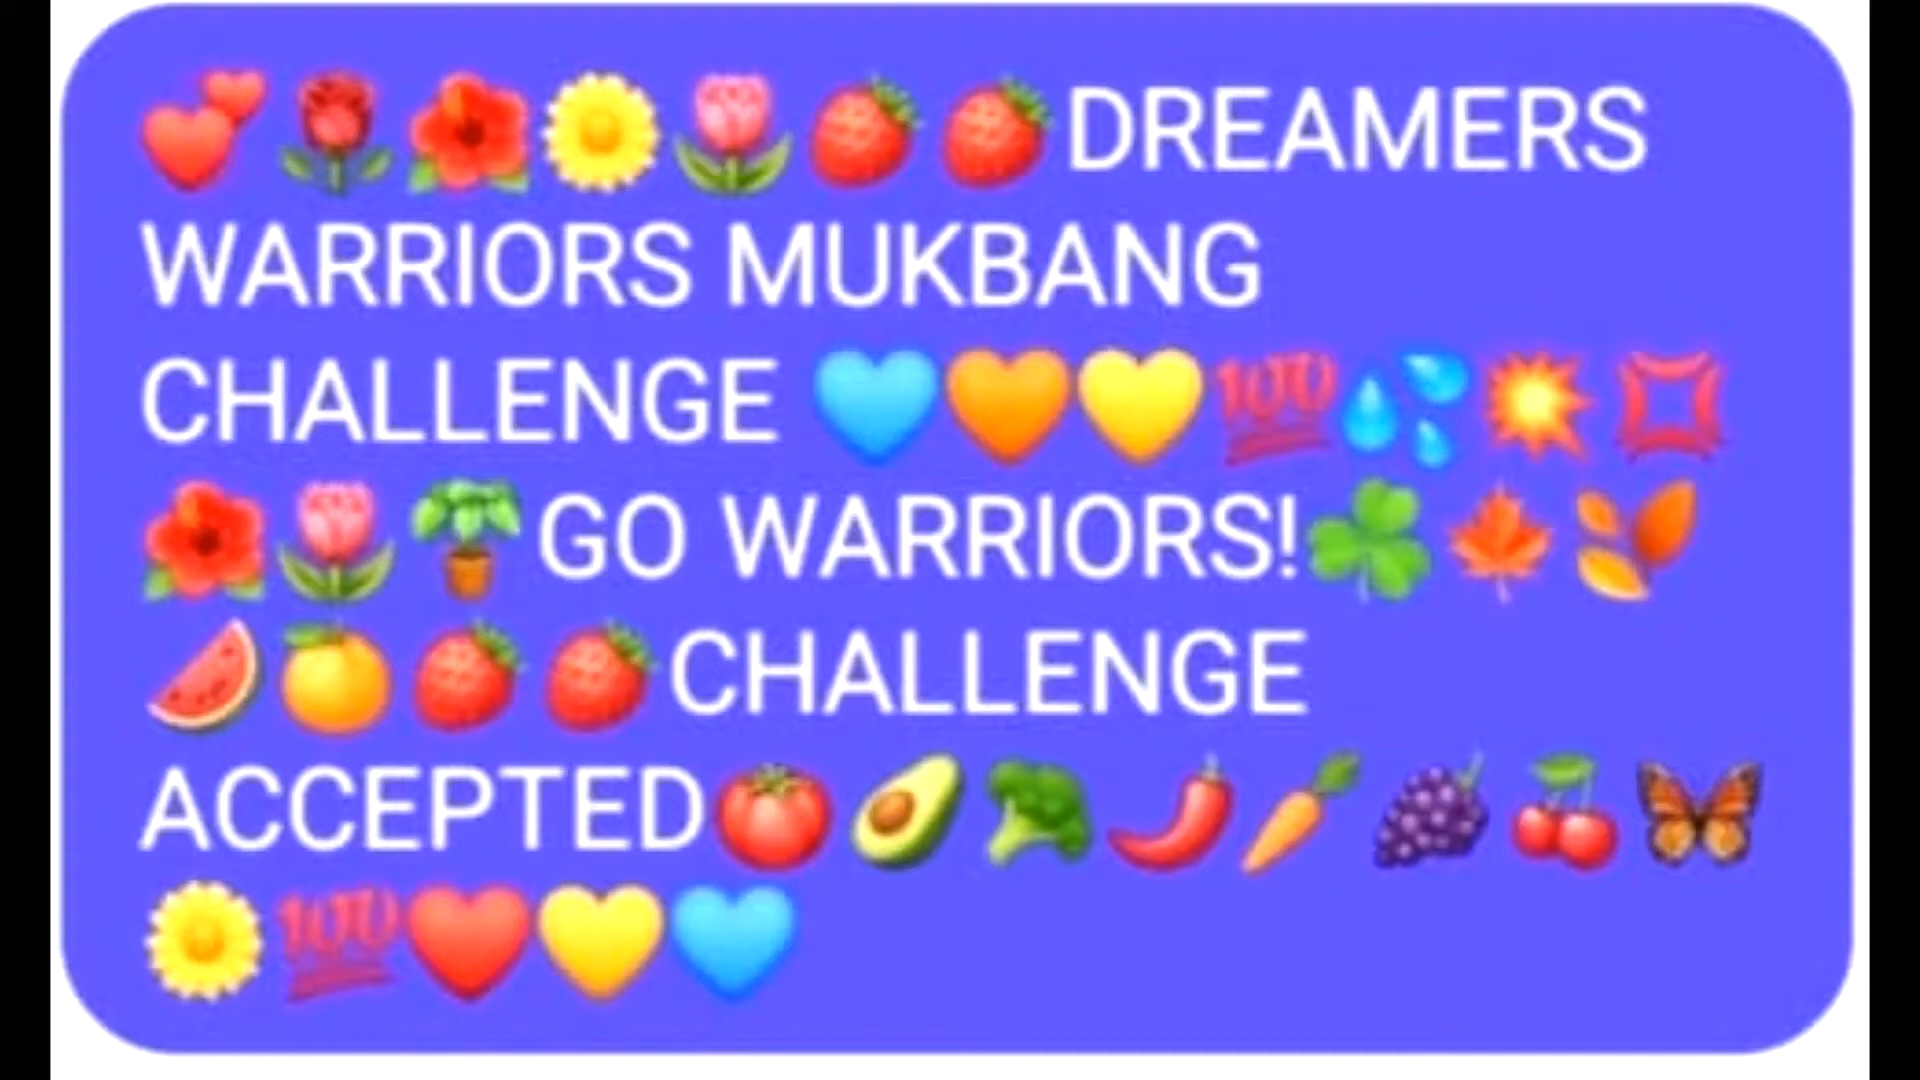 💕🌹🌺🌼🌷🍓🍓DREAMERS
WARRIORS MUKBANG
CHALLENGE 💙🧡💛💯💦💥💢
🌺🌷🪴GO WARRIORS!☘️🍁🍂
🍉🍊🍓🍓CHALLENGE
ACCEPTED🍅🥑🥦🌶️🥕🍇🍒🦋
🌼💯❤️💛💙